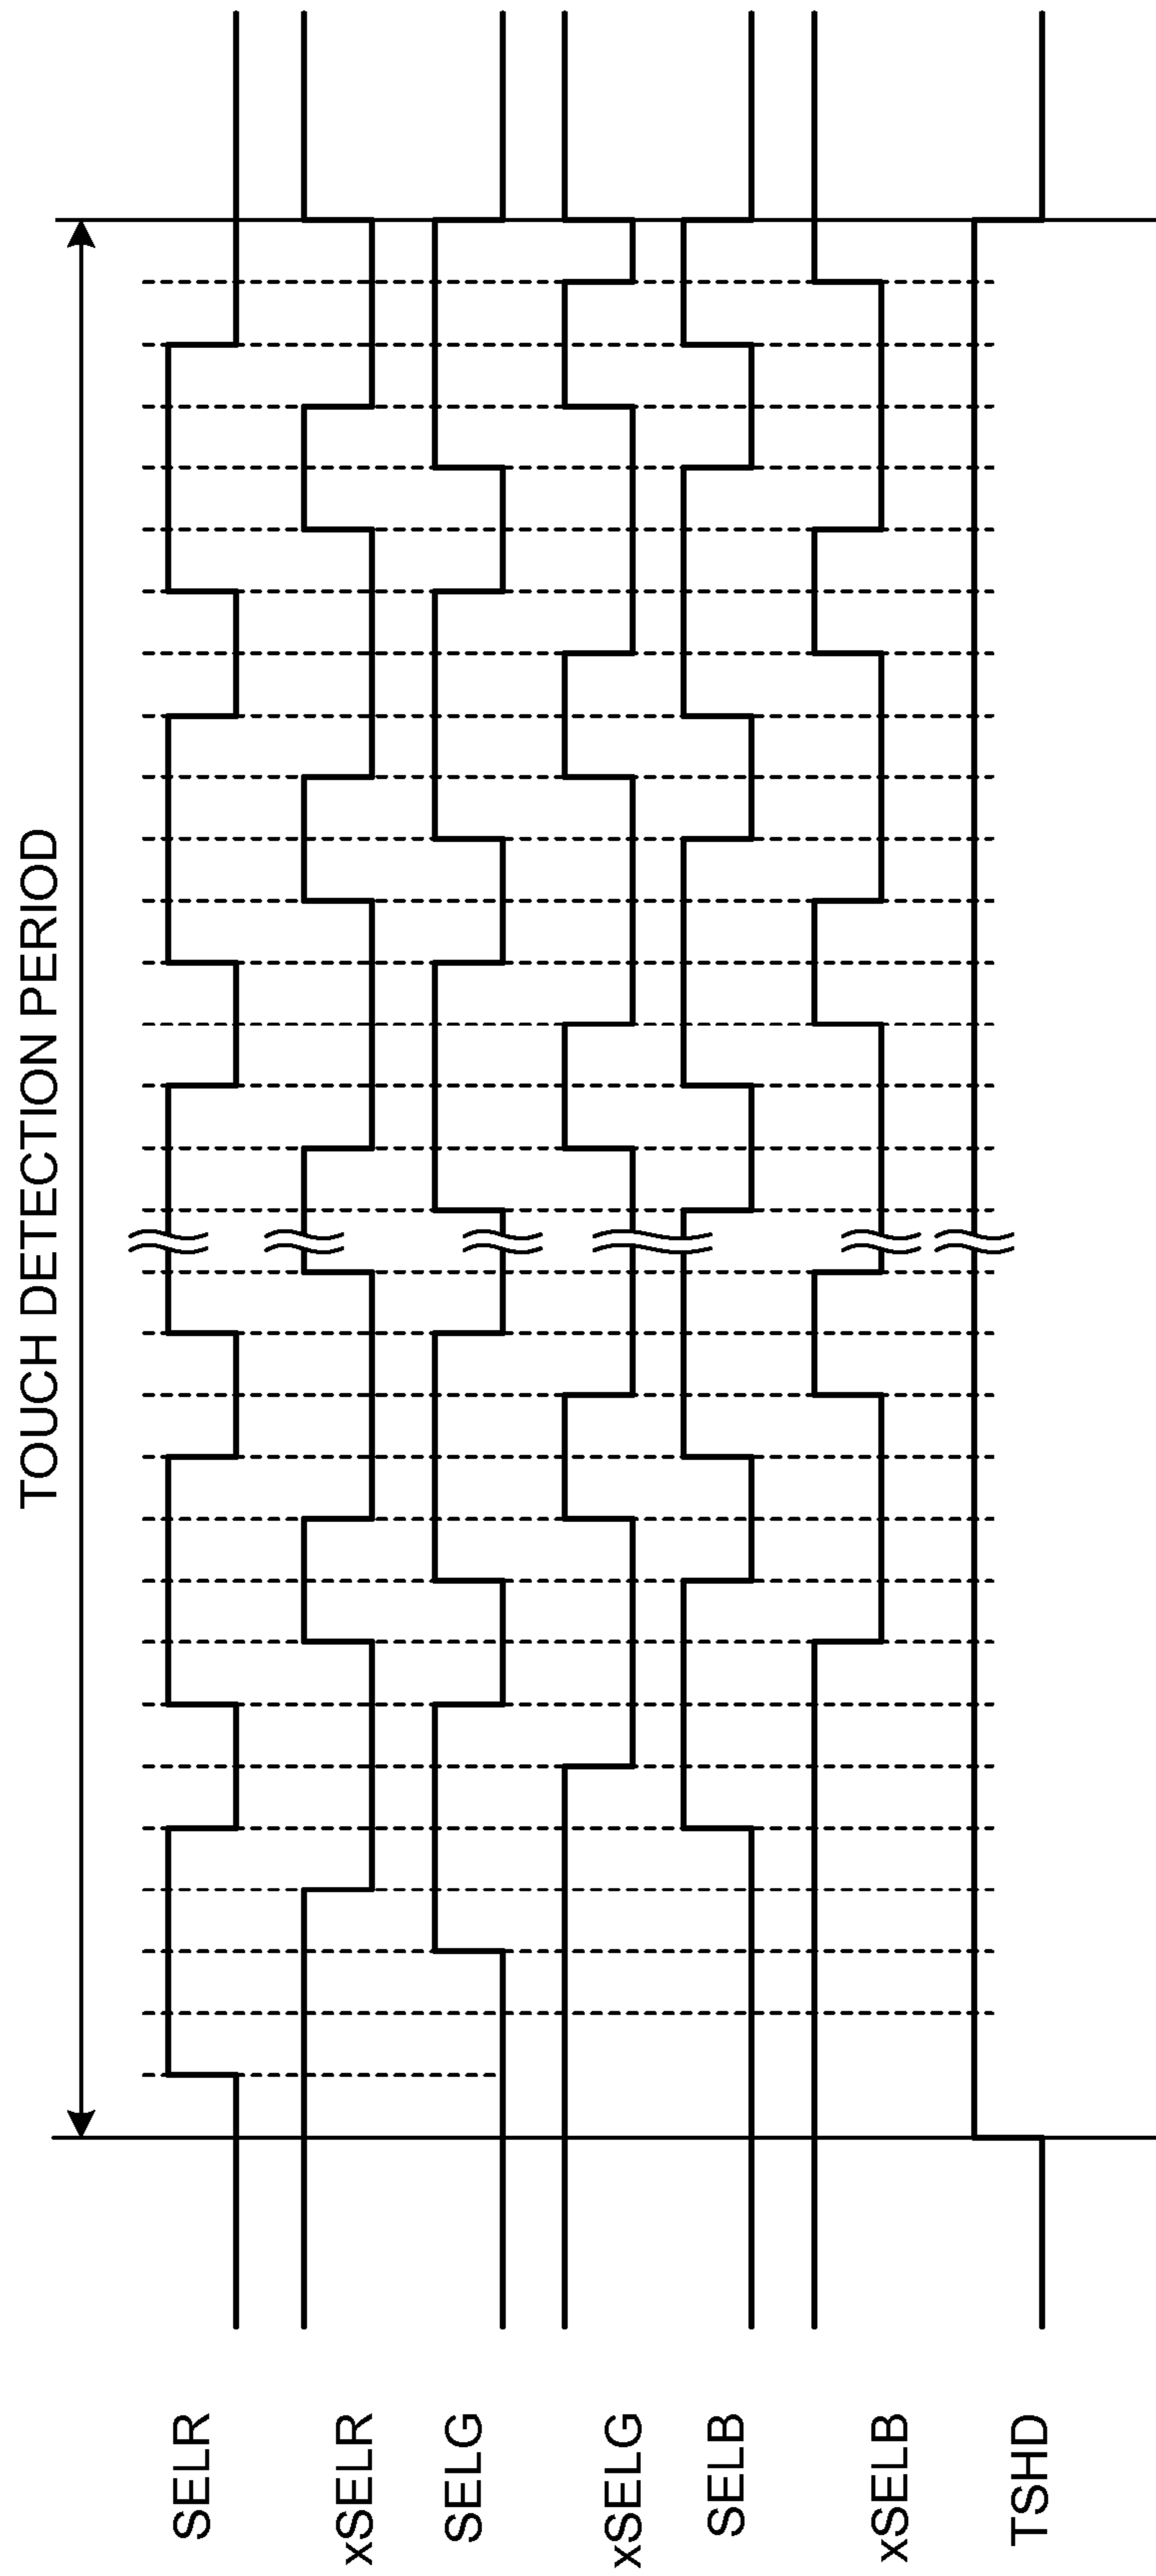 TOUCH DETECTION PERIOD
SELR
xSELR
SELG
xSELG
SELB
xSELB
TSHD